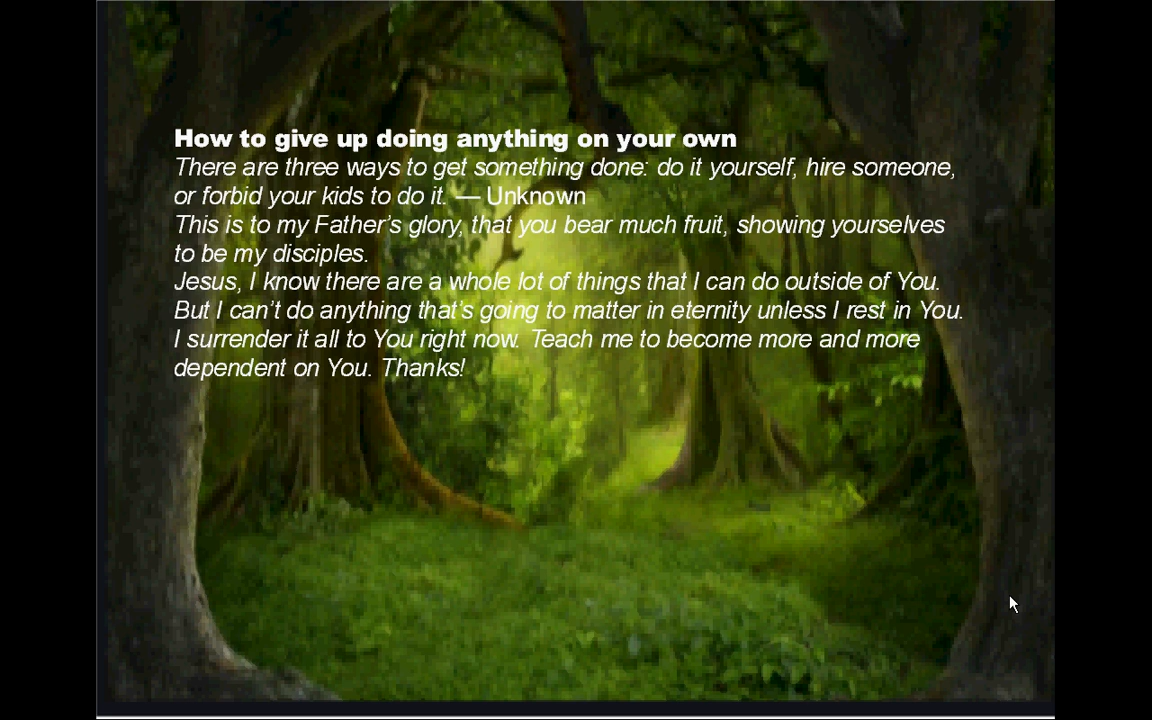 How to give up doing anything on your own
There are three ways to get something done: do it yourself, hire someone,
or forbid your kids to do it. — Unknown
This is to my Father’s glory, that you bear much fruit, showing yourselves
to be my disciples.
Jesus, I know there are a whole lot of things that I can do outside of You.
But I can’t do anything that’s going to matter in eternity unless I rest in You.
I surrender it all to You right now. Teach me to become more and more
dependent on You. Thanks!